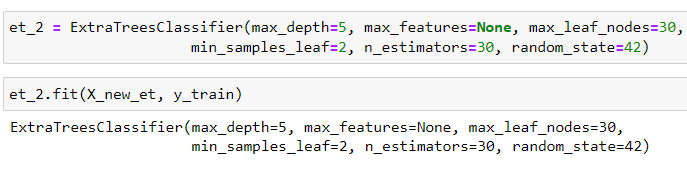 et_2 = ExtraTreesClassifier(max_depth=5, max_features=None, max_leaf_nodes=30,
min_samples_leaf=2, n_estimators=30, random_state=42)
et_2.fit(X_new_et, y_train)
ExtraTreesClassifier(max_depth=5, max_features=None, max_leaf_nodes=30,
min_samples_leaf=2, n_estimators=30, random_state=42)